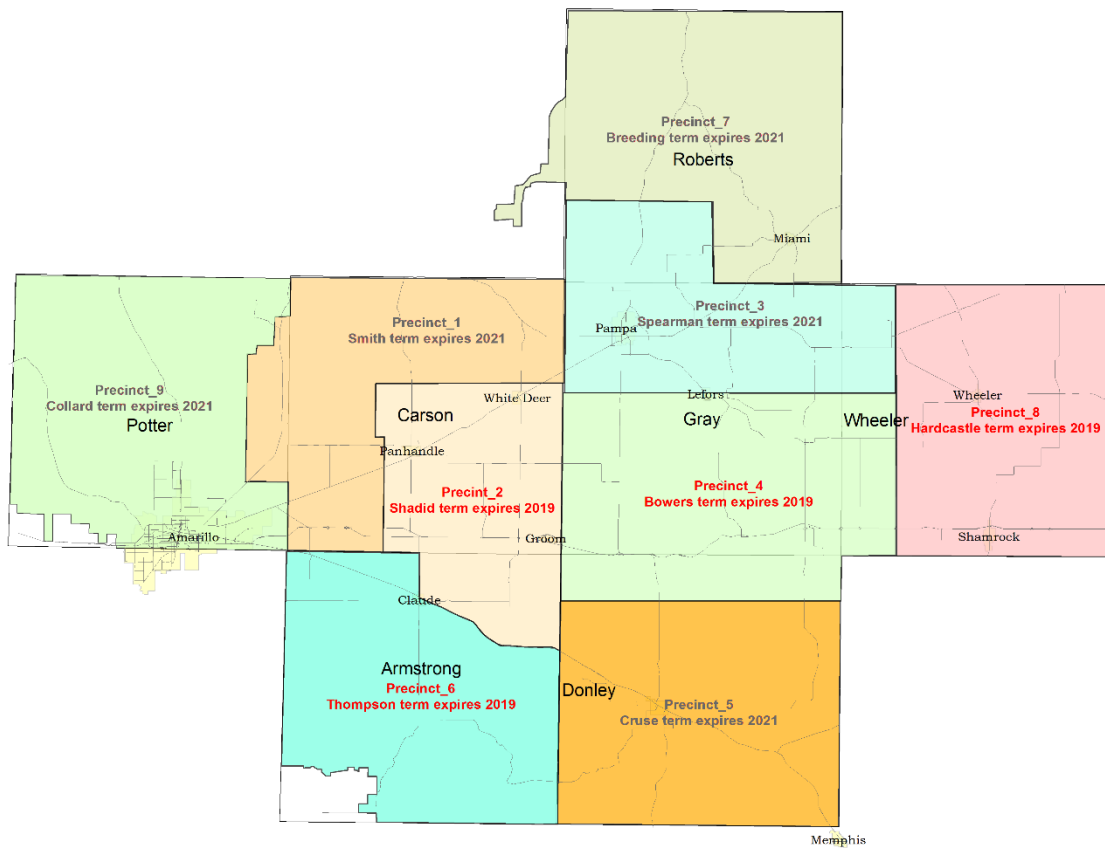 Precinct_7
Breeding term expires 2021
Roberts
Miami
Precinct_1
Smith term expires 2021
Precinct_3
Spearman term expires 2021
Pampa
Precinct_9
Collard term expires 2021
Potter
White Deer
Carson
Panhandle
Lefors
Gray
Wheeler
Wheeler
Precinct_8
Hardcastle term expires 2019
Precint_2
Shadid term expires 2019
Precinct_4
Bowers term expires 2019
Amarillo
Groom
Shamrock
Claude
Armstrong
Precinct_6
Thompson term expires 2019
Donley
Precinct_5
Cruse term expires 2021
Memphis